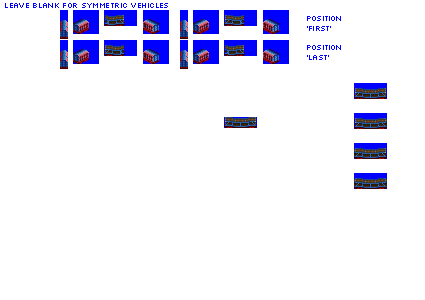 LEAVE BLANK FOR SYMMETRIC VEHICLES
POSITION
'FIRST'
POSITION
'LAST'